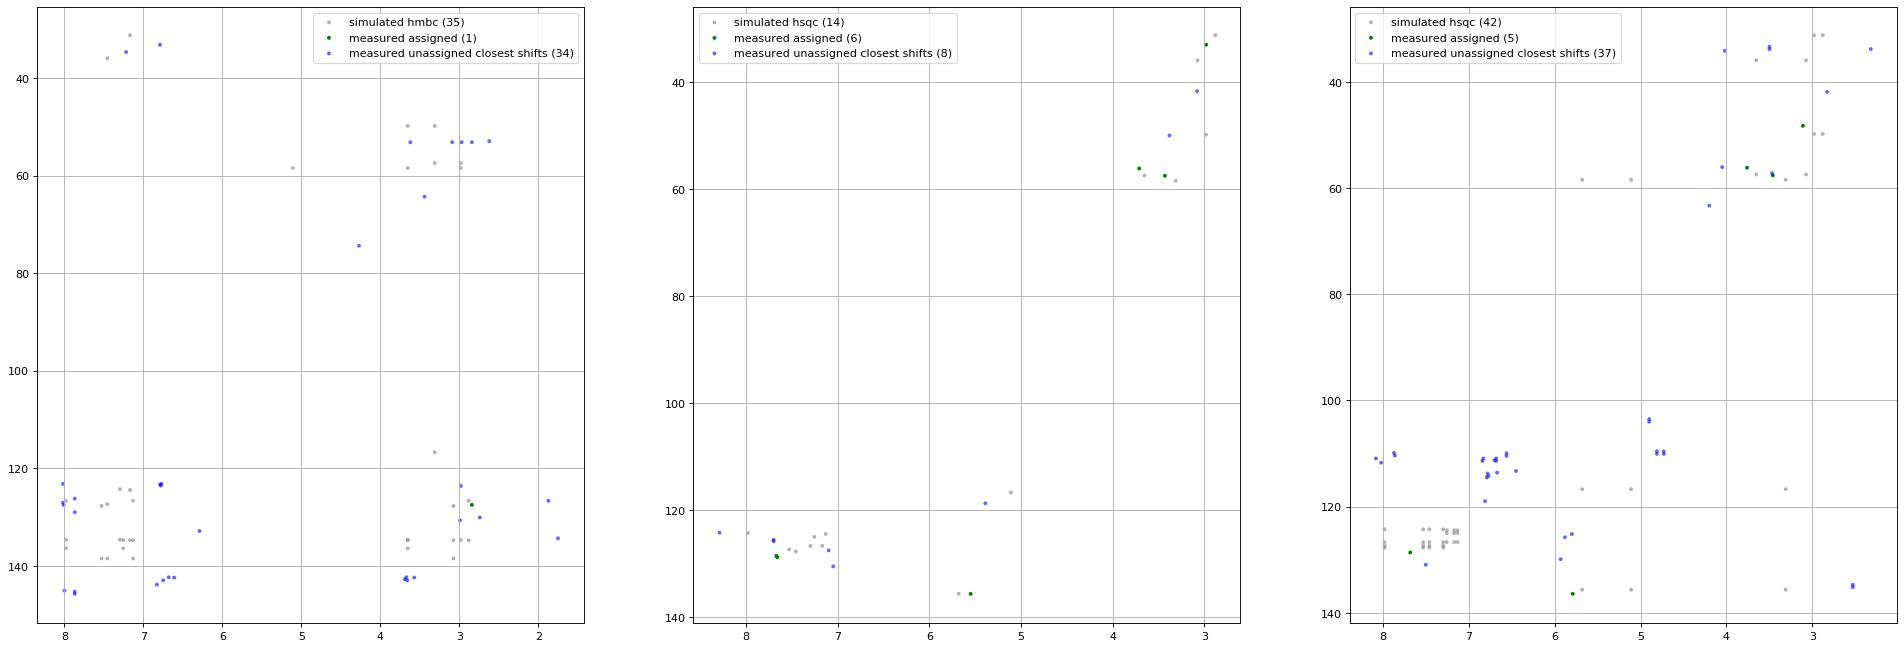 simulated hmbc (35)
measured assigned (1)
measured unassigned closest shifts (34)
40
60
80
100
120
140
8 7 6 5 4 3 2
simulated hsqc (14)
measured assigned (6)
measured unassigned closest shifts (8)
40
60
80
100
120
140
8 7 6 5 4 3
simulated hsqc (42)
measured assigned (5)
measured unassigned closest shifts (37)
40
60
80
100
120
140
8 7 6 5 4 3